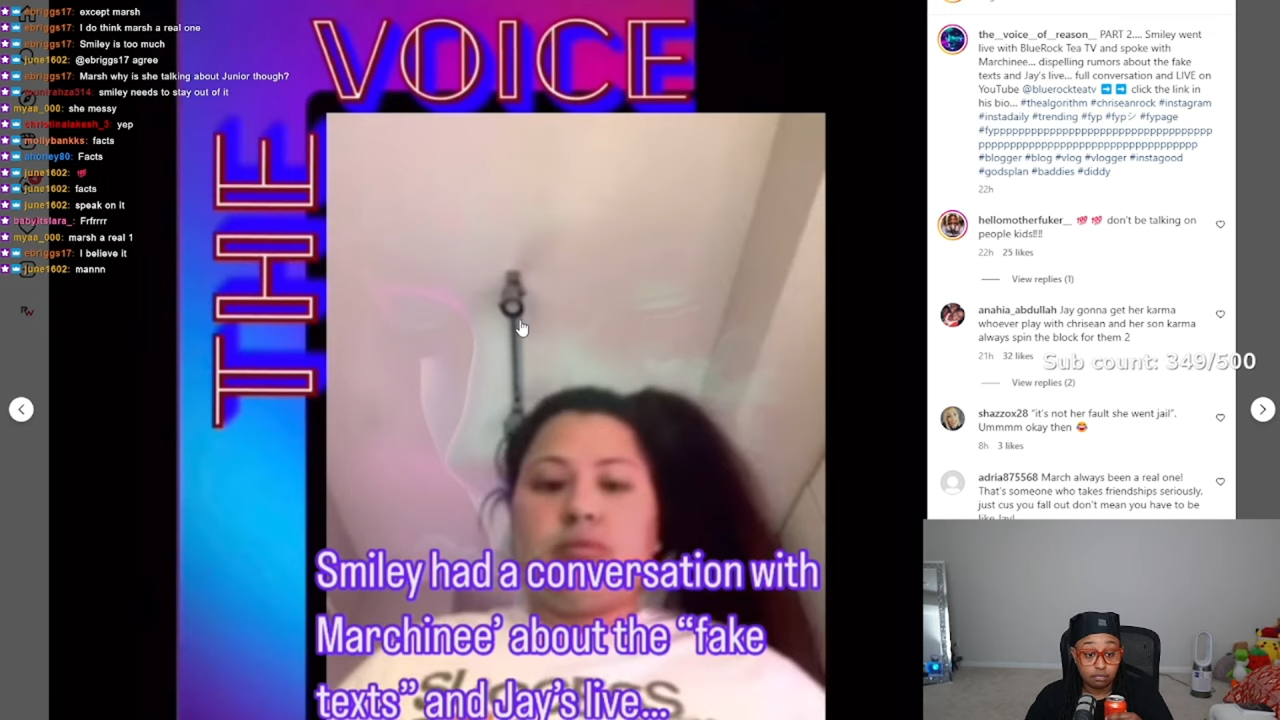 ebriggs17: except marsh
ebriggs17: I do think marsh a real one
ebriggs17: Smiley is too much
june1602: @ebriggs17 agree
ebriggs17: Marsh why is she talking about Junior though?
smiley needs to stay out of it
myaa_000: she messy
christinalakesh_3: yep
mollybankks: facts
ahoney80: Facts
june1602: 💯
june1602: facts
june1602: speak on it
babyitslara_: Frfrrrr
myaa_000: marsh a real 1
ebriggs17: I believe it
june1602: mannn
THE
VOICE
Smiley had a conversation with
Marchinee' about the “fake
texts” and Jay's live...
the__voice__of__reason__ PART 2.... Smiley went
live with BlueRock Tea TV and spoke with
Marchinee... dispelling rumors about the fake
texts and Jay's live... full conversation and LIVE on
YouTube @bluerockteatv ➡️➡️ click the link in
his bio... #thealgorithm #chriseanrock #instagram
#instadaily #trending #fyp #fypシ #fypage
#fyppppppppppppppppppppppppppppppppppp
pppppppppppppppppppppppppppppppppp
#blogger #blog #vlog #vlogger #instagood
#godsplan #baddies #diddy
22h
hellomotherfuker__ 💯 💯 don't be talking on
people kids!!!!
22h 25 likes
View replies (1)
anahia_abdullah Jay gonna get her karma
whoever play with chrisean and her son karma
always spin the block for them 2
21h 32 likes
Sub count: 349/500
View replies (2)
shazzox28 “it's not her fault she went jail”.
Ummmm okay then 😂
8h 3 likes
adria875568 March always been a real one!
That's someone who takes friendships seriously,
just cus you fall out don't mean you have to be
like Jay!